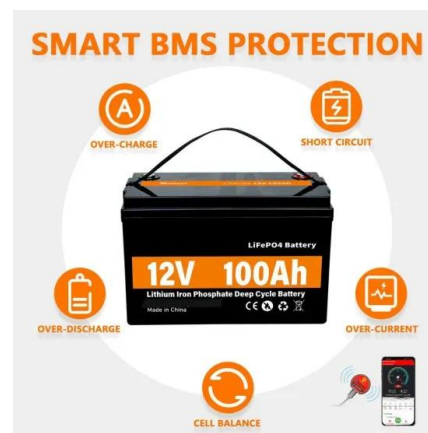 SMART BMS PROTECTION
A
OVER-CHARGE
SHORT CIRCUIT
LiFePO4 Battery
12V 100Ah
Lithium Iron Phosphate Deep Cycle Battery
Made in China
CE
OVER-DISCHARGE
OVER-CURRENT
CELL BALANCE